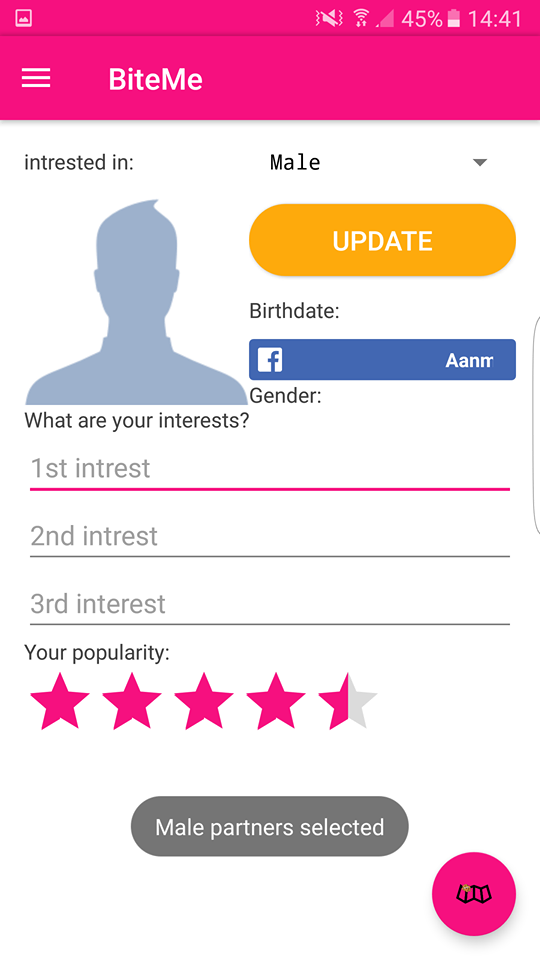 45% 14:41
BiteMe
intrested in: Male
UPDATE
Birthdate:
Aanm
Gender:
What are your interests?
1st intrest
2nd intrest
3rd interest
Your popularity:
Male partners selected